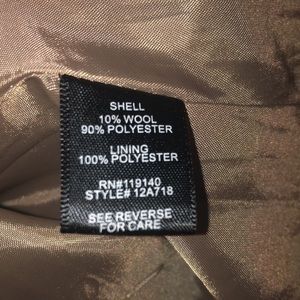 SHELL
10% WOOL
90% POLYESTER
LINING
100% POLYESTER
RN#119140
STYLE# 12A718
SEE REVERSE
FOR CARE